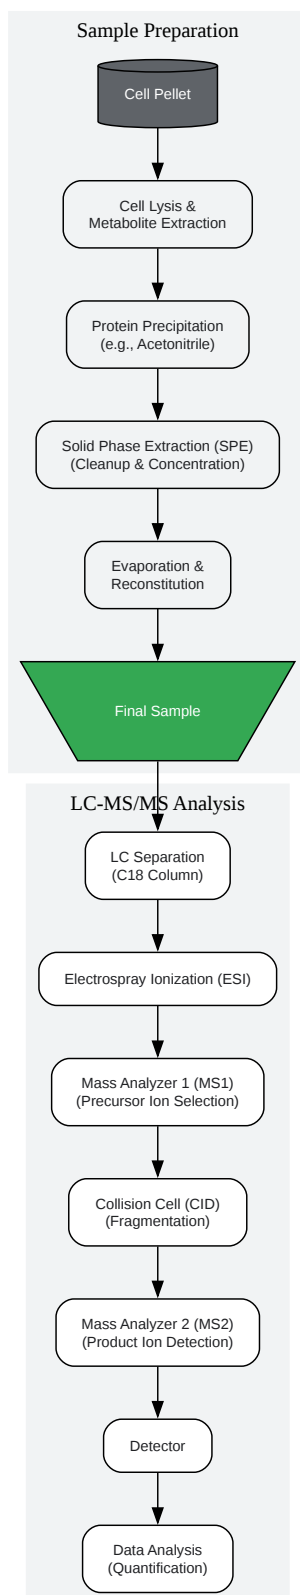 Sample Preparation
Cell Pellet
Cell Lysis &
Metabolite Extraction
Protein Precipitation
(e.g., Acetonitrile)
Solid Phase Extraction (SPE)
(Cleanup & Concentration)
Evaporation &
Reconstitution
Final Sample
LC-MS/MS Analysis
LC Separation
(C18 Column)
Electrospray Ionization (ESI)
Mass Analyzer 1 (MS1)
(Precursor Ion Selection)
Collision Cell (CID)
(Fragmentation)
Mass Analyzer 2 (MS2)
(Product Ion Detection)
Detector
Data Analysis
(Quantification)